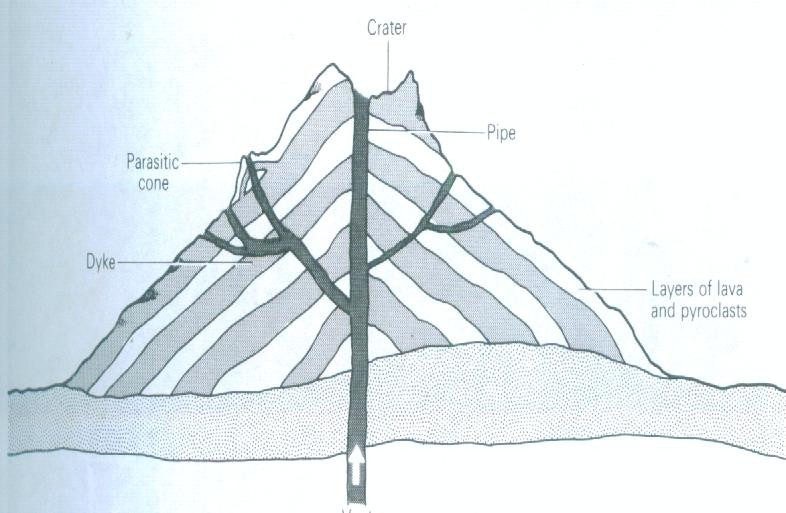 Crater
Pipe
Parasitic
cone
Dyke
Layers of lava
and pyroclasts